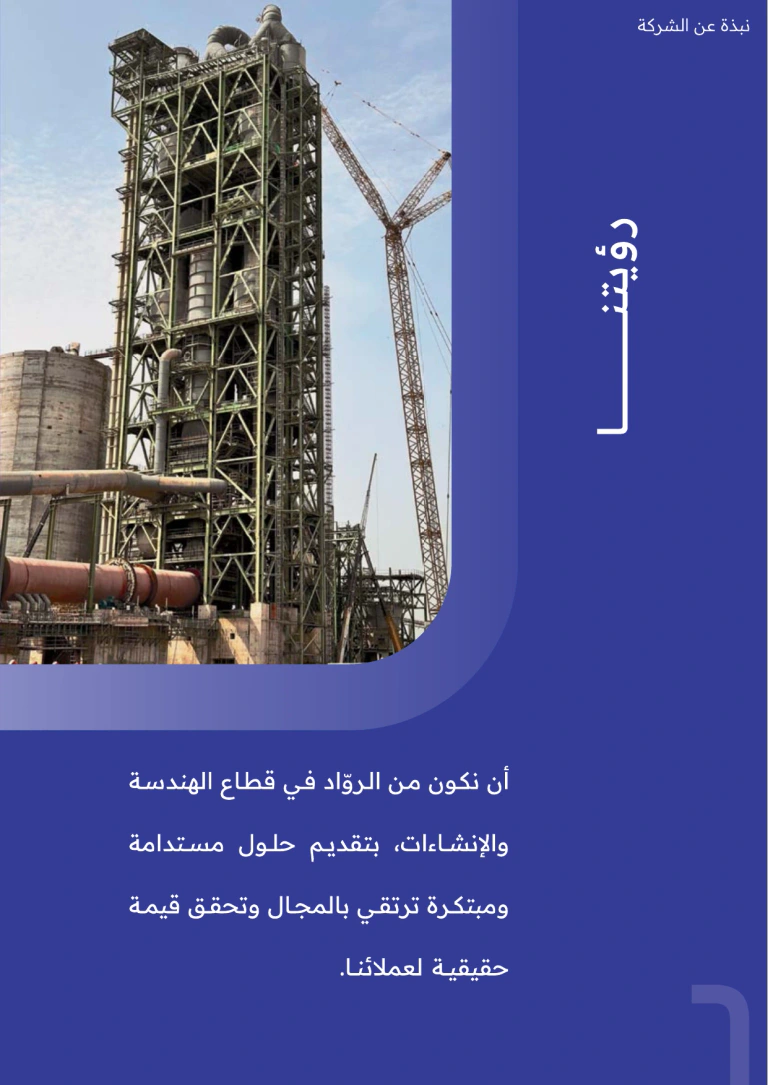 نبذة عن الشركة
رؤيتنـــــــا
أن نكون من الروّاد في قطاع الهندسة
والإنشاءات، بتقديم حلول مستدامة
ومبتكرة ترتقي بالمجال وتحقق قيمة
حقيقية لعملائنا.